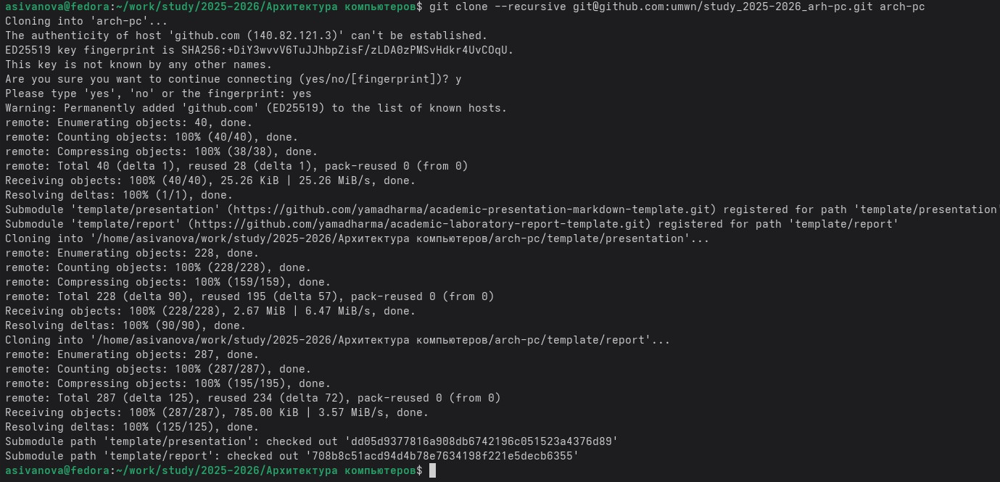 asivanova@fedora:~/work/study/2025-2026/Архитектура компьютеров$ git clone --recursive git@github.com:umwn/study_2025-2026_arh-pc.git arch-pc
Cloning into 'arch-pc'...
The authenticity of host 'github.com (140.82.121.3)' can't be established.
ED25519 key fingerprint is SHA256:+DiY3wvvV6TuJJhbpZisF/zLDA0zPMSvHdkr4UvCOqU.
This key is not known by any other names.
Are you sure you want to continue connecting (yes/no/[fingerprint])? y
Please type 'yes', 'no' or the fingerprint: yes
Warning: Permanently added 'github.com' (ED25519) to the list of known hosts.
remote: Enumerating objects: 40, done.
remote: Counting objects: 100% (40/40), done.
remote: Compressing objects: 100% (38/38), done.
remote: Total 40 (delta 1), reused 28 (delta 1), pack-reused 0 (from 0)
Receiving objects: 100% (40/40), 25.26 KiB | 25.26 MiB/s, done.
Resolving deltas: 100% (1/1), done.
Submodule 'template/presentation' (https://github.com/yamadharma/academic-presentation-markdown-template.git) registered for path 'template/presentation'
Submodule 'template/report' (https://github.com/yamadharma/academic-laboratory-report-template.git) registered for path 'template/report'
Cloning into '/home/asivanova/work/study/2025-2026/Архитектура компьютеров/arch-pc/template/presentation'...
remote: Enumerating objects: 228, done.
remote: Counting objects: 100% (228/228), done.
remote: Compressing objects: 100% (159/159), done.
remote: Total 228 (delta 90), reused 195 (delta 57), pack-reused 0 (from 0)
Receiving objects: 100% (228/228), 2.67 MiB | 6.47 MiB/s, done.
Resolving deltas: 100% (90/90), done.
Cloning into '/home/asivanova/work/study/2025-2026/Архитектура компьютеров/arch-pc/template/report'...
remote: Enumerating objects: 287, done.
remote: Counting objects: 100% (287/287), done.
remote: Compressing objects: 100% (195/195), done.
remote: Total 287 (delta 125), reused 234 (delta 72), pack-reused 0 (from 0)
Receiving objects: 100% (287/287), 785.00 KiB | 3.57 MiB/s, done.
Resolving deltas: 100% (125/125), done.
Submodule path 'template/presentation': checked out 'dd05d9377816a908db6742196c051523a4376d89'
Submodule path 'template/report': checked out '708b8c51acd94d4b78e7634198f221e5decb6355'
asivanova@fedora:~/work/study/2025-2026/Архитектура компьютеров$